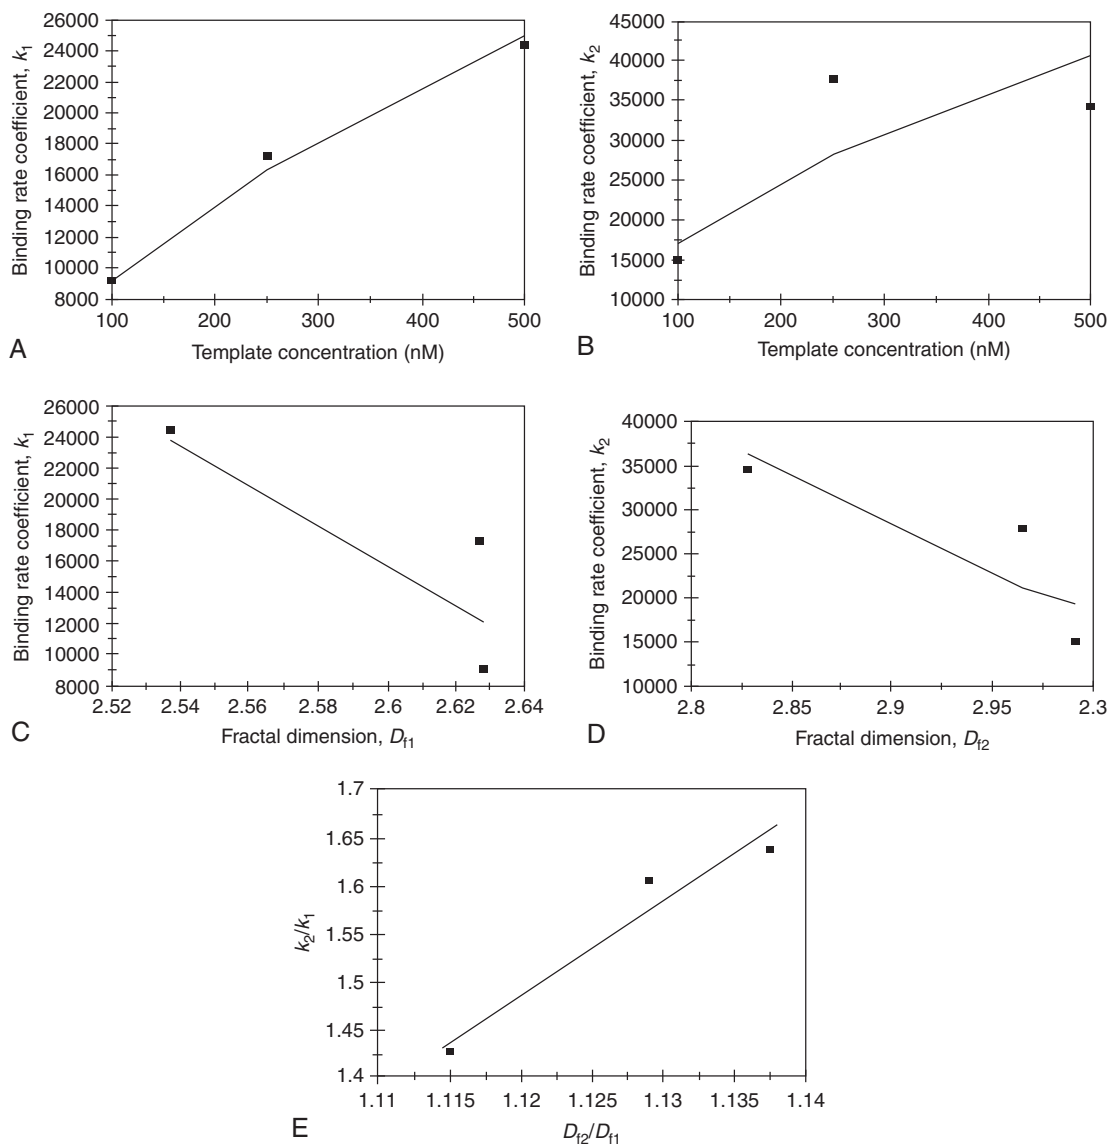 26000
24000
22000
20000
18000
16000
14000
12000
10000
8000
Binding rate coefficient, k1
100 200 300 400 500
Template concentration (nM)
A
45000
40000
35000
30000
25000
20000
15000
10000
Binding rate coefficient, k2
100 200 300 400 500
Template concentration (nM)
B
26000
24000
22000
20000
18000
16000
14000
12000
10000
8000
Binding rate coefficient, k1
2.52 2.54 2.56 2.58 2.6 2.62 2.64
Fractal dimension, Df1
C
40000
35000
30000
25000
20000
15000
10000
Binding rate coefficient, k2
2.8 2.85 2.9 2.95 2.3
Fractal dimension, Df2
D
1.7
1.65
1.6
1.55
1.5
1.45
1.4
k2/k1
1.11 1.115 1.12 1.125 1.13 1.135 1.14
Df2/Df1
E